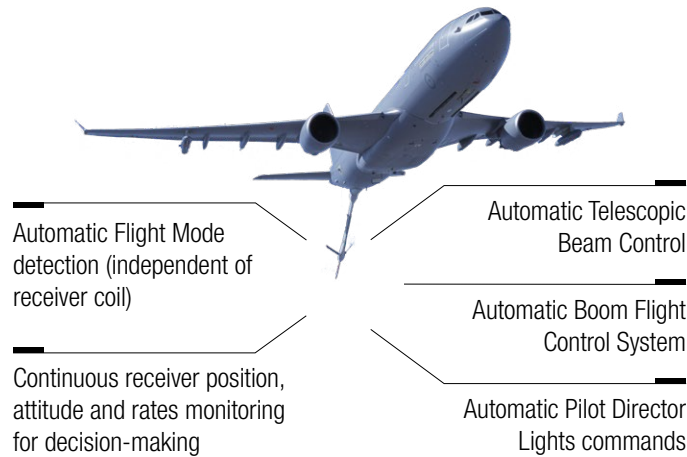 Automatic Flight Mode
detection (independent of
receiver coil)
Continuous receiver position,
attitude and rates monitoring
for decision-making
Automatic Telescopic
Beam Control
Automatic Boom Flight
Control System
Automatic Pilot Director
Lights commands